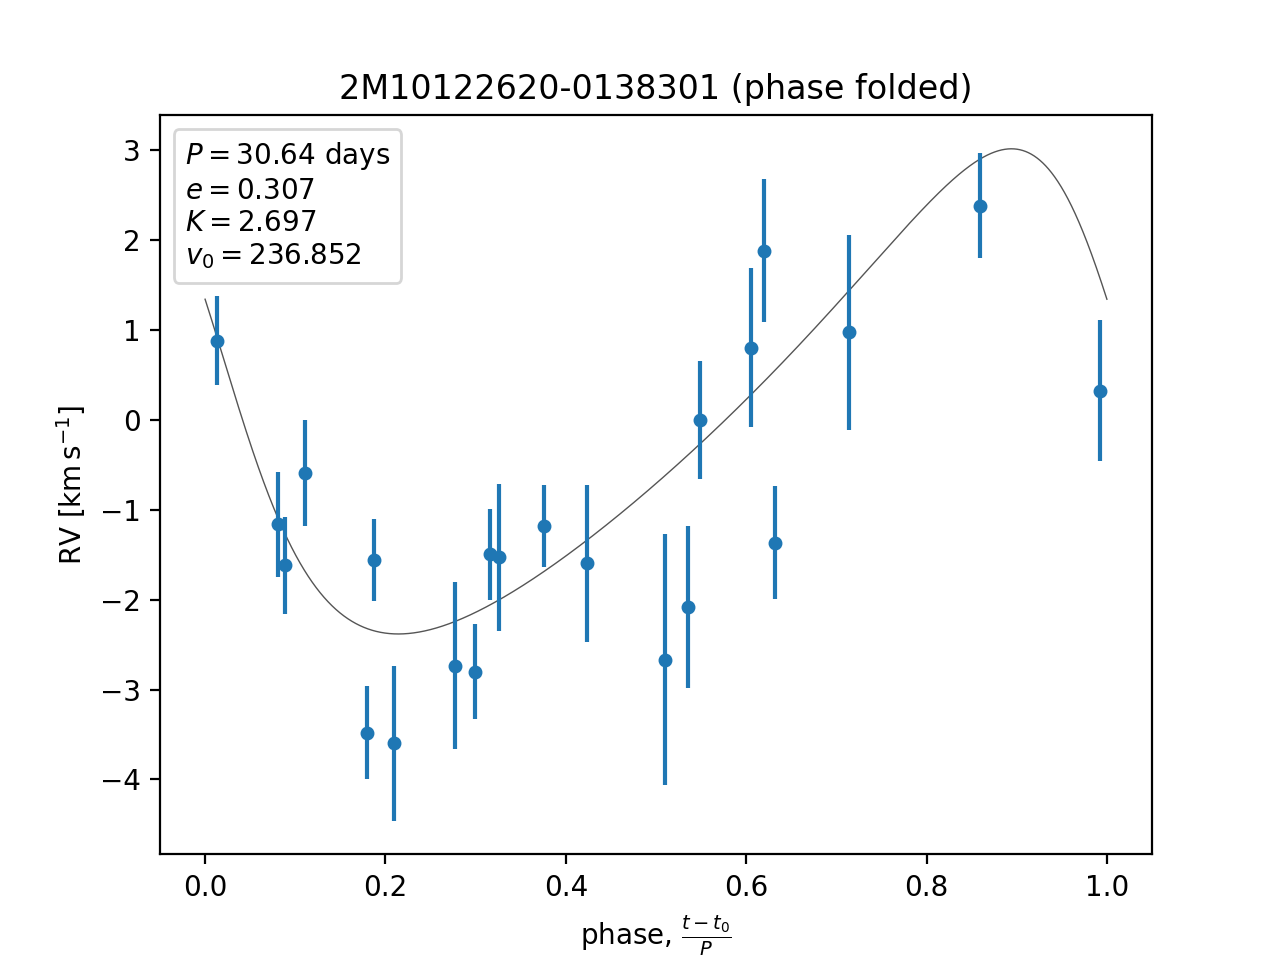 2M10122620-0138301 (phase folded)
P = 30.64 days
e = 0.307
K = 2.697
v₀ = 236.852
RV [km s⁻¹]
3
2
1
0
−1
−2
−3
−4
0.0 0.2 0.4 0.6 0.8 1.0
phase, (t − t₀)/P